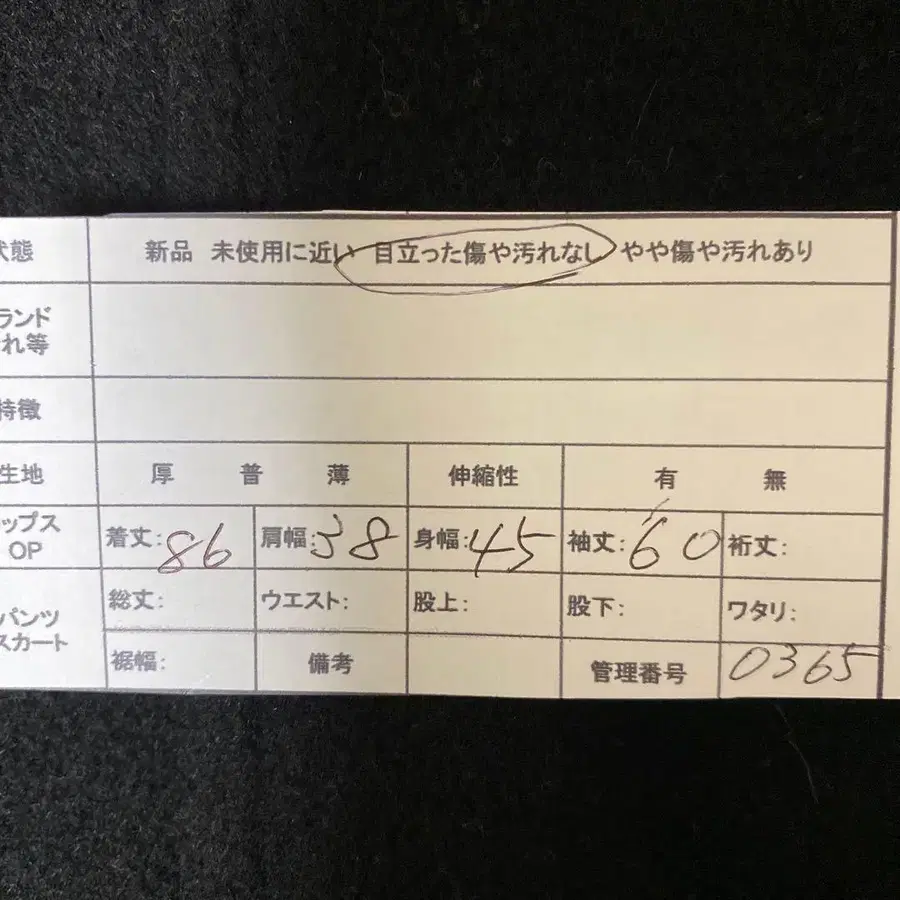 状態 新品 未使用に近い 目立った傷や汚れなし やや傷や汚れあり
ランド
れ等
特徴
生地 厚 普 薄 伸縮性 有 無
ップス
OP 着丈:86 肩幅:38 身幅:45 袖丈:60 裄丈:
パンツ
スカート 総丈: ウエスト: 股上: 股下: ワタリ:
裾幅: 備考 管理番号 0365